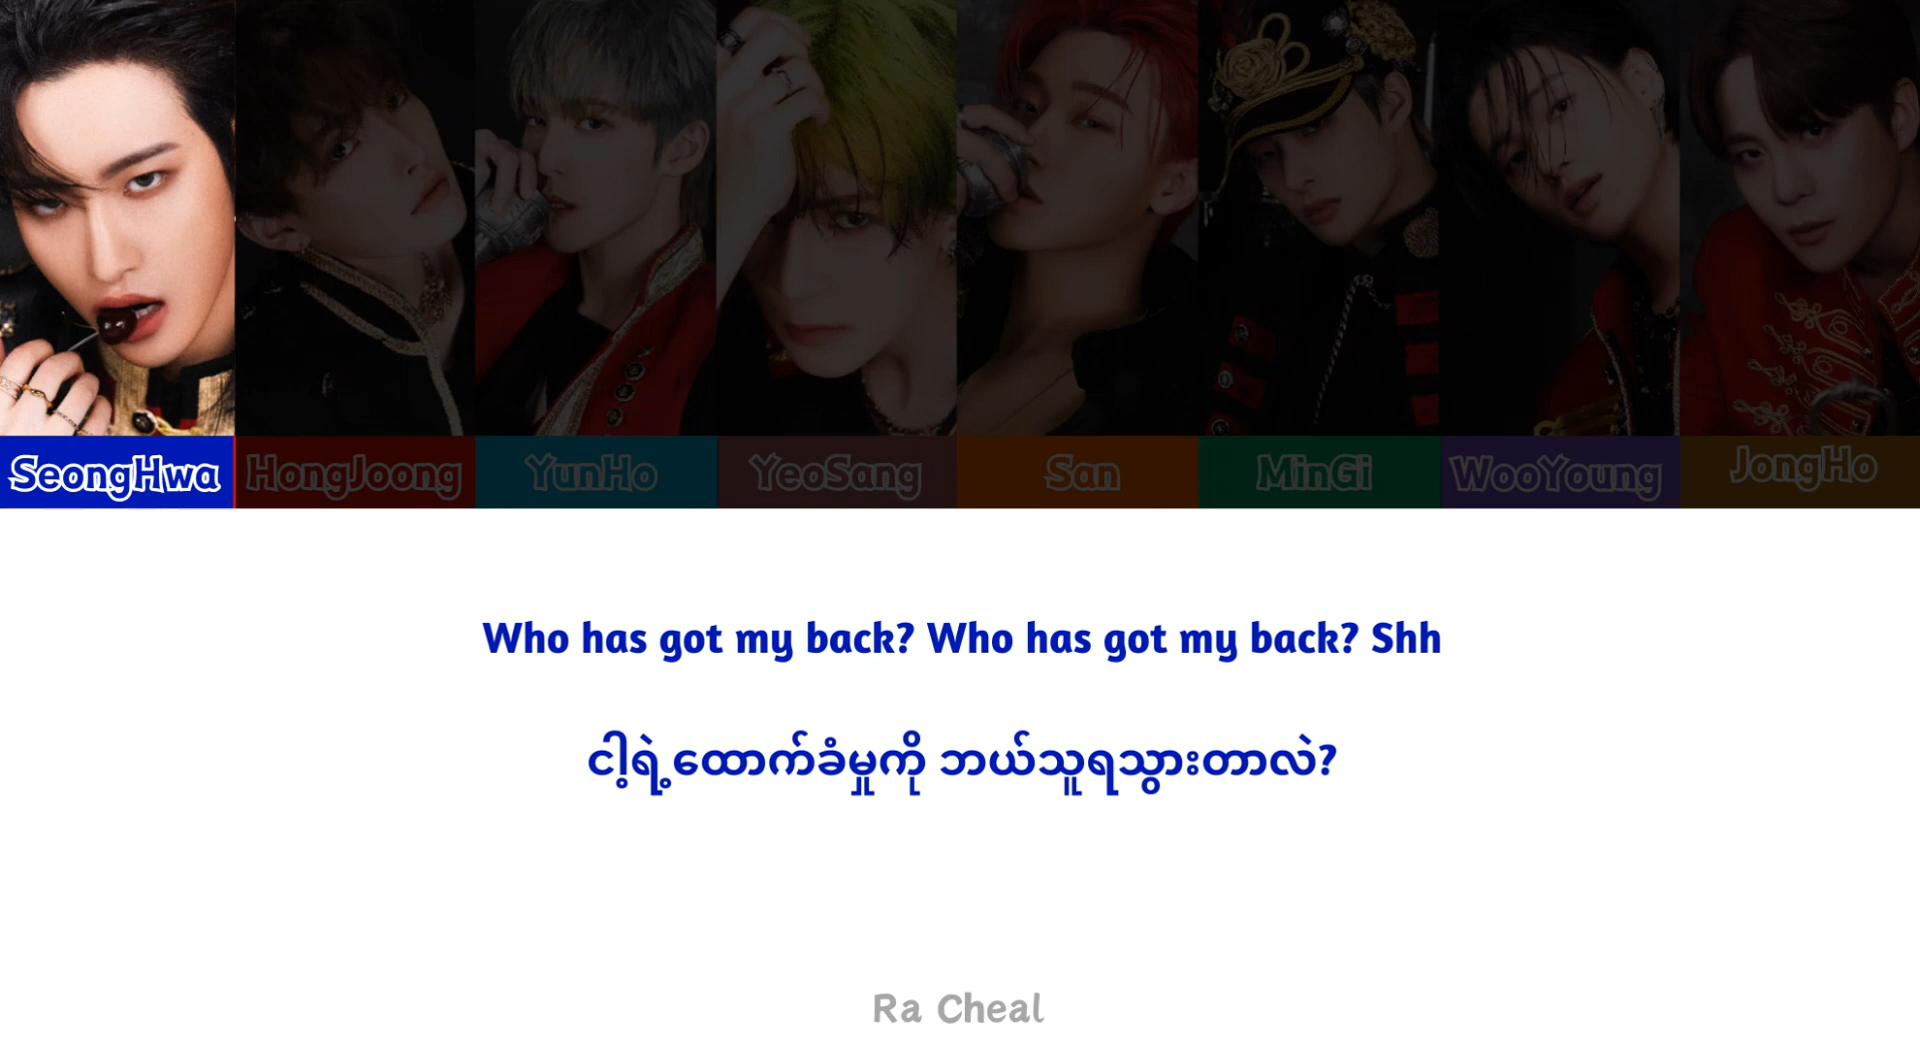 SeongHwa HongJoong YunHo YeoSang San MinGi WooYoung JongHo
Who has got my back? Who has got my back? Shh
ငါ့ရဲ့ထောက်ခံမှုကို ဘယ်သူရသွားတာလဲ?
Ra Cheal